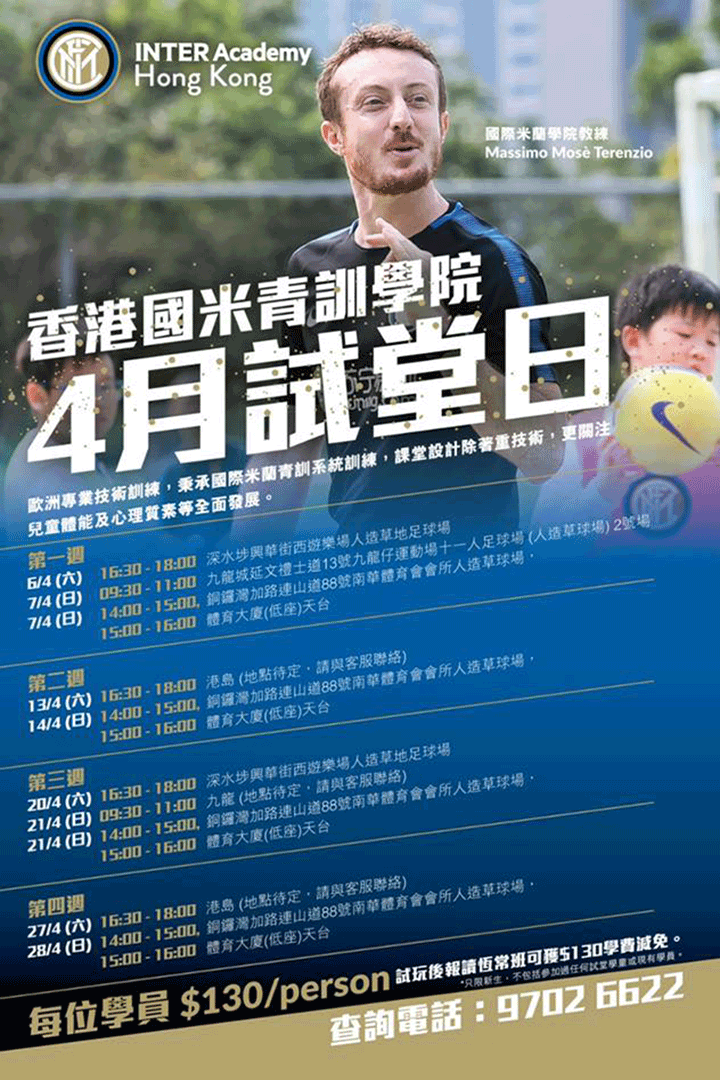 INTER Academy
Hong Kong
國際米蘭學院教練
Massimo Mosè Terenzio
香港國米青訓學院
4月試堂日
歐洲專業技術訓練，秉承國際米蘭青訓系統訓練，課堂設計除著重技術，更關注
兒童體能及心理質素等全面發展。
第一週
6/4 (六) 16:30 - 18:00 深水埗興華街西遊樂場人造草地足球場
7/4 (日) 09:30 - 11:00 九龍城延文禮士道13號九龍仔運動場十一人足球場 (人造草球場) 2號場
7/4 (日) 14:00 - 15:00, 銅鑼灣加路連山道88號南華體育會會所人造草球場，
15:00 - 16:00 體育大廈(低座)天台
第二週
13/4 (六) 16:30 - 18:00 港島 (地點待定，請與客服聯絡)
14/4 (日) 14:00 - 15:00, 銅鑼灣加路連山道88號南華體育會會所人造草球場，
15:00 - 16:00 體育大廈(低座)天台
第三週
20/4 (六) 16:30 - 18:00 深水埗興華街西遊樂場人造草地足球場
21/4 (日) 09:30 - 11:00 九龍 (地點待定，請與客服聯絡)
21/4 (日) 14:00 - 15:00, 銅鑼灣加路連山道88號南華體育會會所人造草球場，
15:00 - 16:00 體育大廈(低座)天台
第四週
27/4 (六) 16:30 - 18:00 港島 (地點待定，請與客服聯絡)
28/4 (日) 14:00 - 15:00, 銅鑼灣加路連山道88號南華體育會會所人造草球場，
15:00 - 16:00 體育大廈(低座)天台
每位學員 $130/person 試玩後報讀恆常班可獲$130學費減免。
*只限新生，不包括參加過任何試堂學童或現有學員。
查詢電話：9702 6622